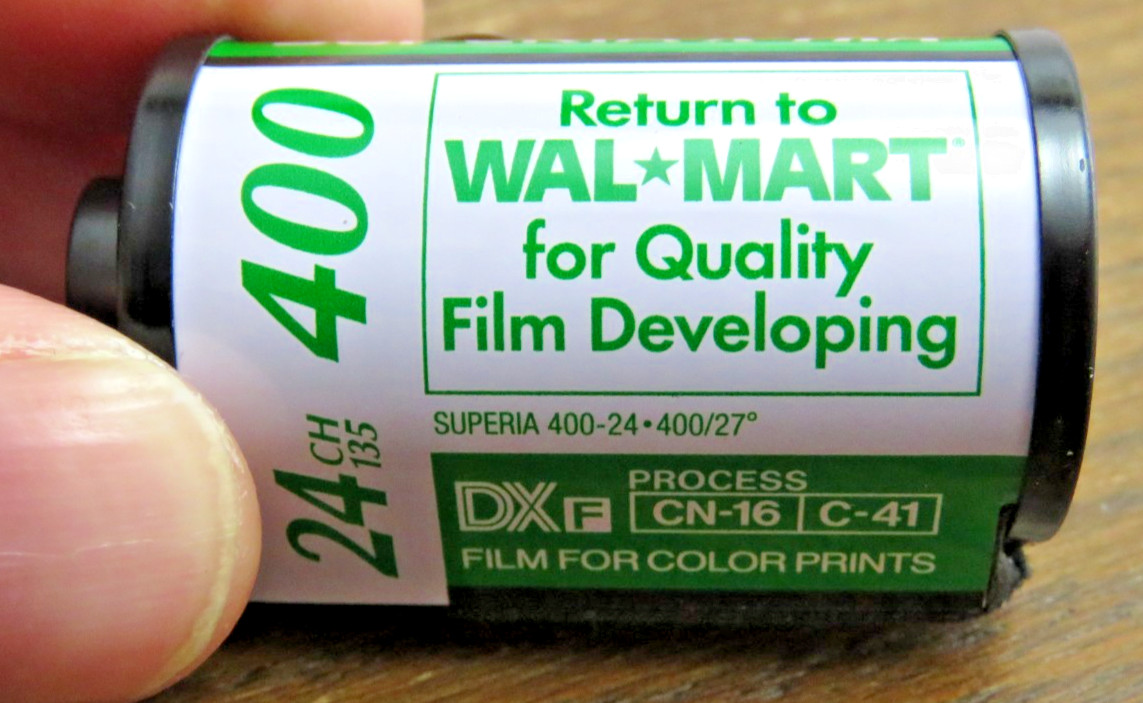 400
24 CH
135
Return to
WAL★MART®
for Quality
Film Developing
SUPERIA 400-24•400/27°
DX F
PROCESS
CN-16 C-41
FILM FOR COLOR PRINTS